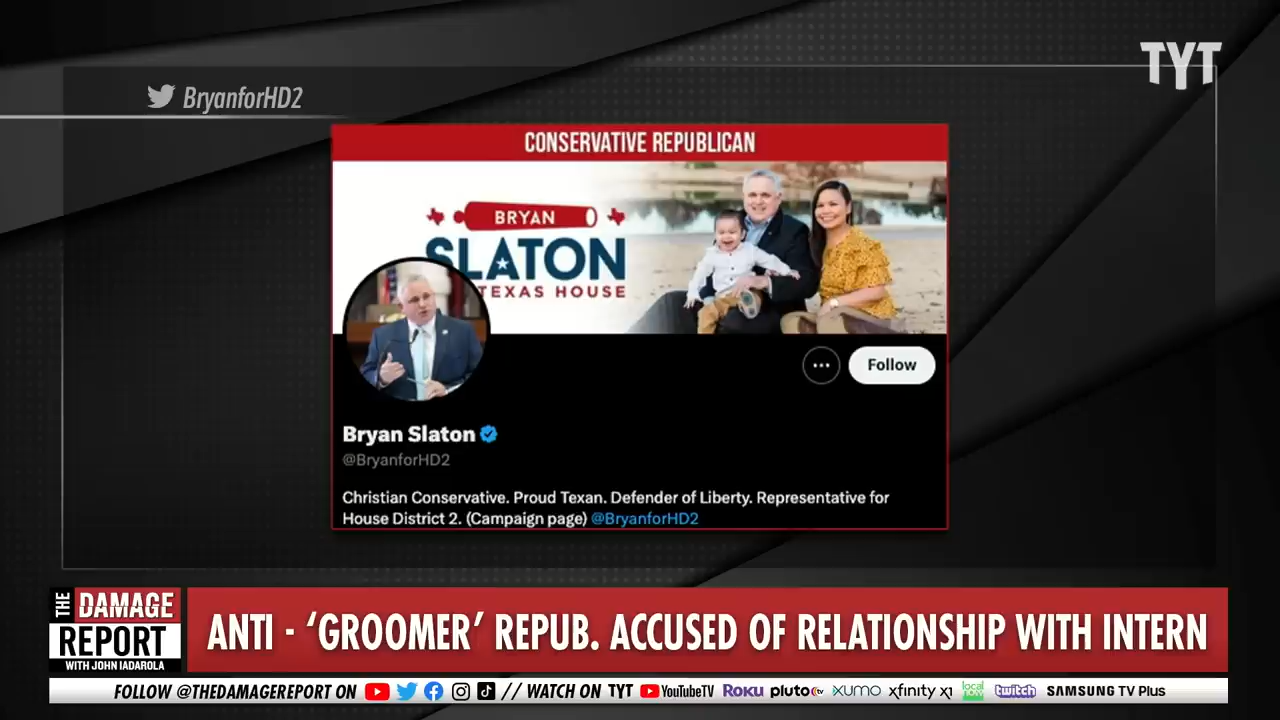 TYT
BryanforHD2
CONSERVATIVE REPUBLICAN
BRYAN
SLATON
TEXAS HOUSE
Follow
Bryan Slaton
@BryanforHD2
Christian Conservative. Proud Texan. Defender of Liberty. Representative for
House District 2. (Campaign page) @BryanforHD2
THE DAMAGE
REPORT
WITH JOHN IADAROLA
ANTI - ‘GROOMER’ REPUB. ACCUSED OF RELATIONSHIP WITH INTERN
FOLLOW @THEDAMAGEREPORT ON // WATCH ON TYT YouTubeTV ROKU pluto tv XUMO xfinity x1 local now twitch SAMSUNG TV Plus